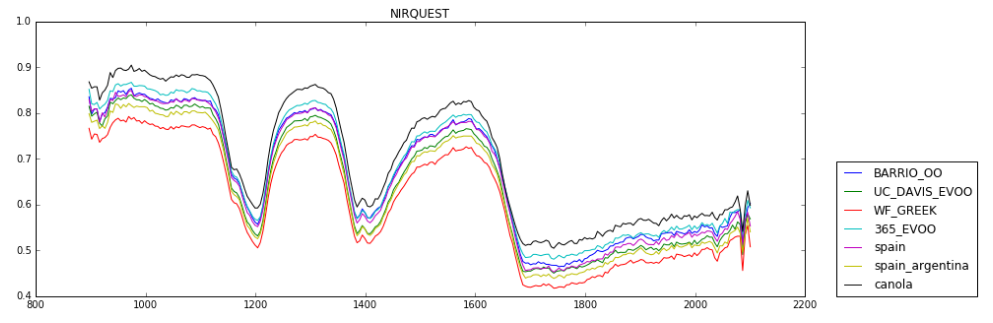 NIRQUEST
1.0
0.9
0.8
0.7
0.6
0.5
0.4
800 1000 1200 1400 1600 1800 2000 2200
BARRIO_OO
UC_DAVIS_EVOO
WF_GREEK
365_EVOO
spain
spain_argentina
canola